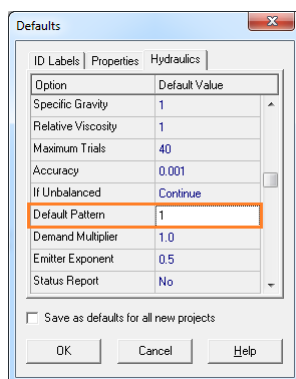 Defaults
ID Labels Properties Hydraulics
Option Default Value
Specific Gravity 1
Relative Viscosity 1
Maximum Trials 40
Accuracy 0.001
If Unbalanced Continue
Default Pattern 1
Demand Multiplier 1.0
Emitter Exponent 0.5
Status Report No
Save as defaults for all new projects
OK Cancel Help